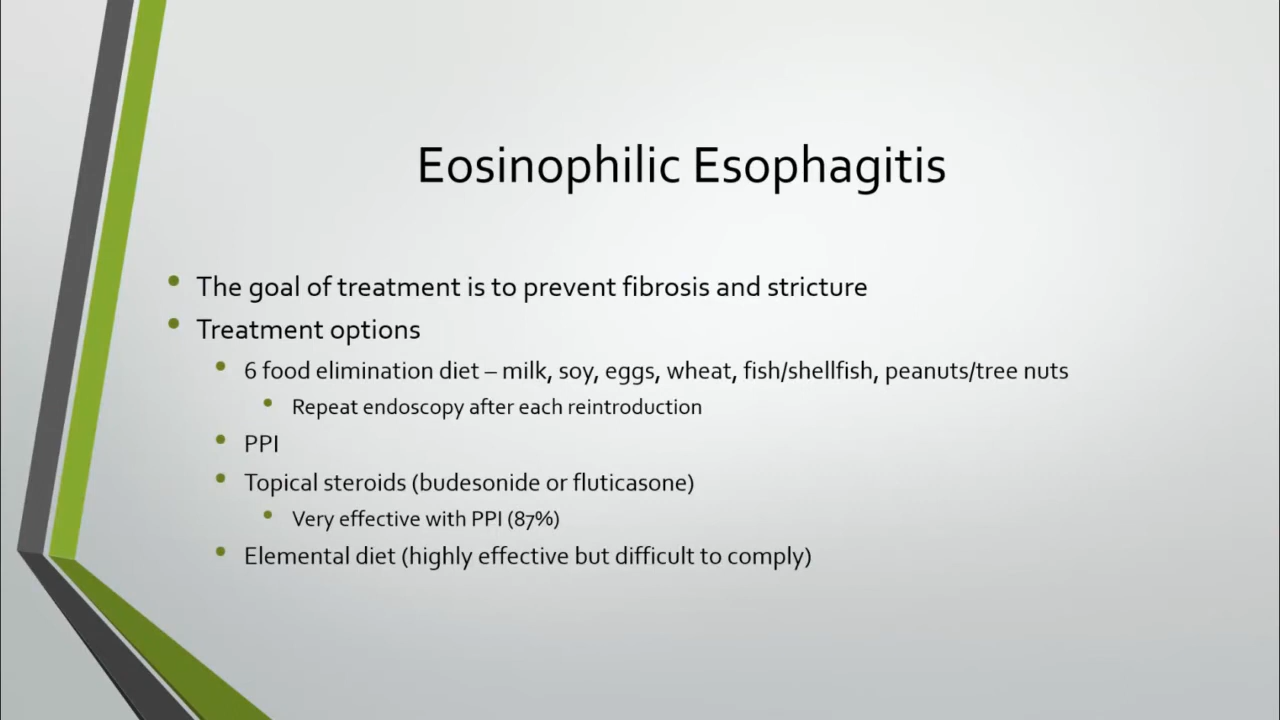 Eosinophilic Esophagitis
• The goal of treatment is to prevent fibrosis and stricture
• Treatment options
• 6 food elimination diet – milk, soy, eggs, wheat, fish/shellfish, peanuts/tree nuts
• Repeat endoscopy after each reintroduction
• PPI
• Topical steroids (budesonide or fluticasone)
• Very effective with PPI (87%)
• Elemental diet (highly effective but difficult to comply)